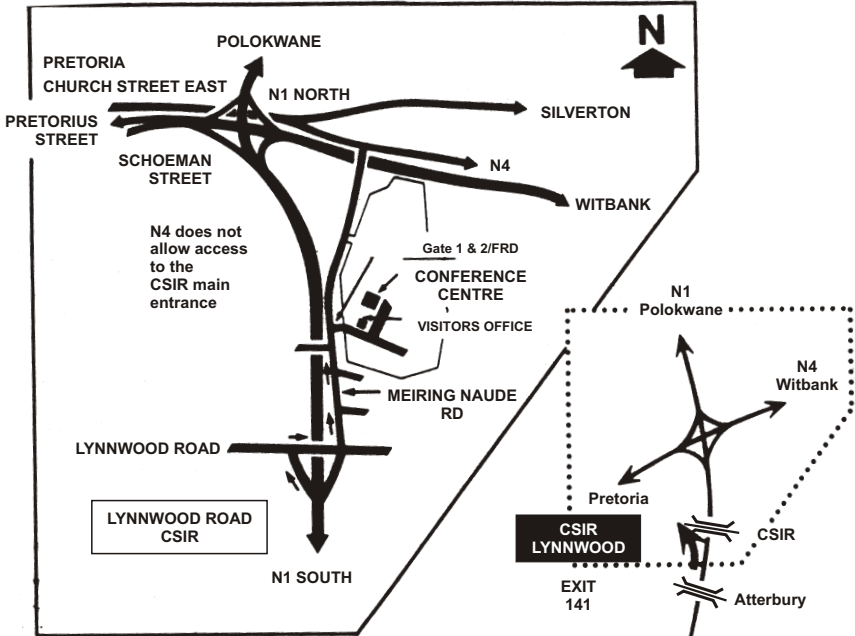 POLOKWANE
PRETORIA
CHURCH STREET EAST
N1 NORTH
PRETORIUS
STREET
SCHOEMAN
STREET
SILVERTON
N4
WITBANK
N
N4 does not
allow access
to the
CSIR main
entrance
Gate 1 & 2/FRD
CONFERENCE
CENTRE
VISITORS OFFICE
MEIRING NAUDE
RD
LYNNWOOD ROAD
LYNNWOOD ROAD
CSIR
N1 SOUTH
N1
Polokwane
N4
Witbank
Pretoria
CSIR
LYNNWOOD
CSIR
EXIT
141
Atterbury